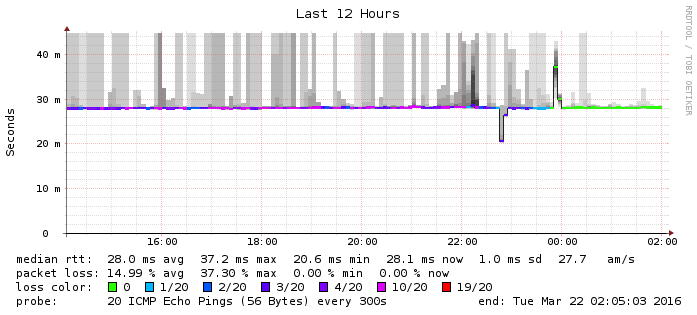 Last 12 Hours
RRDTOOL / TOBI OETIKER
Seconds
40 m
30 m
20 m
10 m
0
16:00 18:00 20:00 22:00 00:00 02:00
median rtt: 28.0 ms avg 37.2 ms max 20.6 ms min 28.1 ms now 1.0 ms sd 27.7 am/s
packet loss: 14.99 % avg 37.30 % max 0.00 % min 0.00 % now
loss color: 0 1/20 2/20 3/20 4/20 10/20 19/20
probe: 20 ICMP Echo Pings (56 Bytes) every 300s end: Tue Mar 22 02:05:03 2016